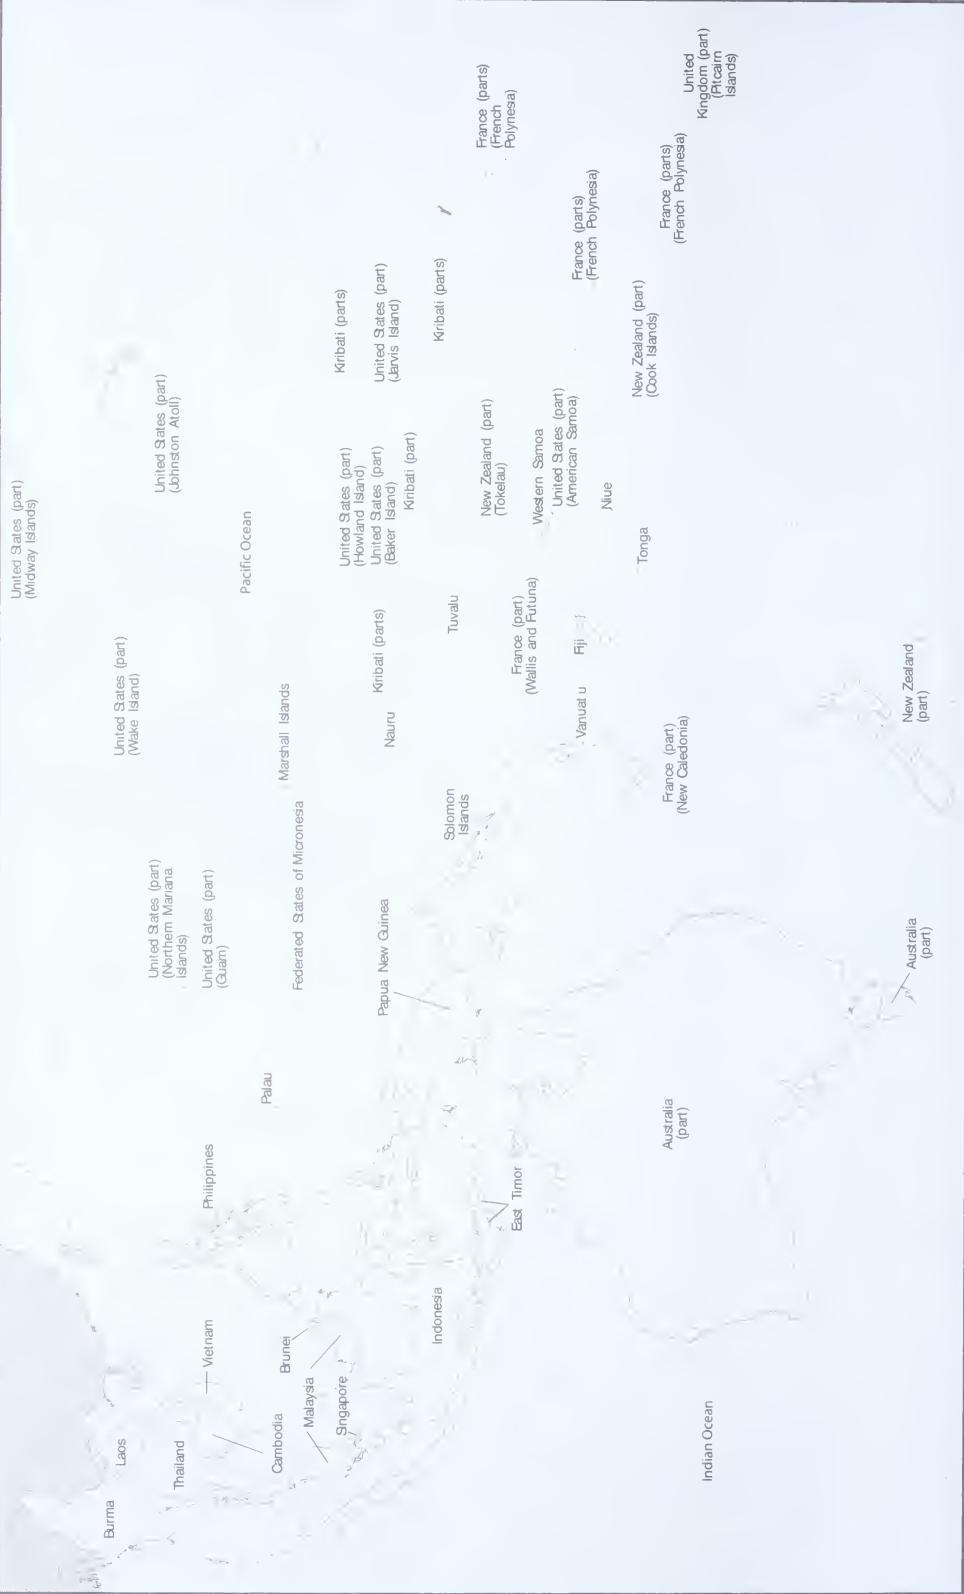 United States (part)
(Midway Islands)
United States (part)
(Wake Island)
United States (part)
(Johnston Atoll)
Burma
Laos
Thailand
Vietnam
Philippines
United States (part)
(Northern Mariana
Islands)
United States (part)
(Guam)
Pacific Ocean
Palau
Cambodia
Brunei
Federated States of Micronesia
Marshall Islands
Malaysia
Singapore
United States (part)
(Howland Island)
Kiribati (parts)
United States (part)
(Baker Island)
United States (part)
(Jarvis Island)
Papua New Guinea
Nauru
Kiribati (parts)
Kiribati (part)
Kiribati (parts)
Indonesia
Solomon
Islands
Tuvalu
France (parts)
(French
Polynesia)
New Zealand (part)
(Tokelau)
East Timor
France (part)
(Wallis and Futuna)
Western Samoa
United States (part)
(American Samoa)
Vanuatu
Fiji
France (parts)
(French Polynesia)
Niue
Tonga
New Zealand (part)
(Cook Islands)
Australia
(part)
France (part)
(New Caledonia)
France (parts)
(French Polynesia)
United
Kingdom (part)
(Pitcairn
Islands)
Indian Ocean
Australia
(part)
New Zealand
(part)